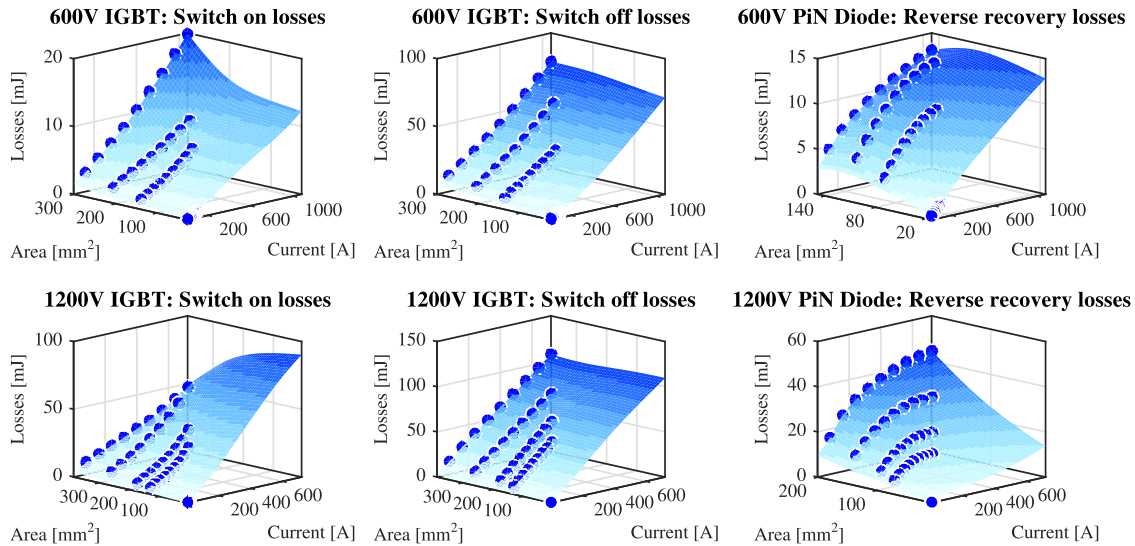 600V IGBT: Switch on losses
20
10
0
Losses [mJ]
300
200
100
Area [mm²]
200
600
1000
Current [A]
600V IGBT: Switch off losses
100
50
0
Losses [mJ]
300
200
100
Area [mm²]
200
600
1000
Current [A]
600V PiN Diode: Reverse recovery losses
15
10
5
0
Losses [mJ]
140
80
20
Area [mm²]
200
600
1000
Current [A]
1200V IGBT: Switch on losses
100
50
0
Losses [mJ]
300
200
100
Area [mm²]
200
400
600
Current [A]
1200V IGBT: Switch off losses
150
100
50
0
Losses [mJ]
300
200
100
Area [mm²]
200
400
600
Current [A]
1200V PiN Diode: Reverse recovery losses
60
40
20
0
Losses [mJ]
200
100
Area [mm²]
200
400
600
Current [A]